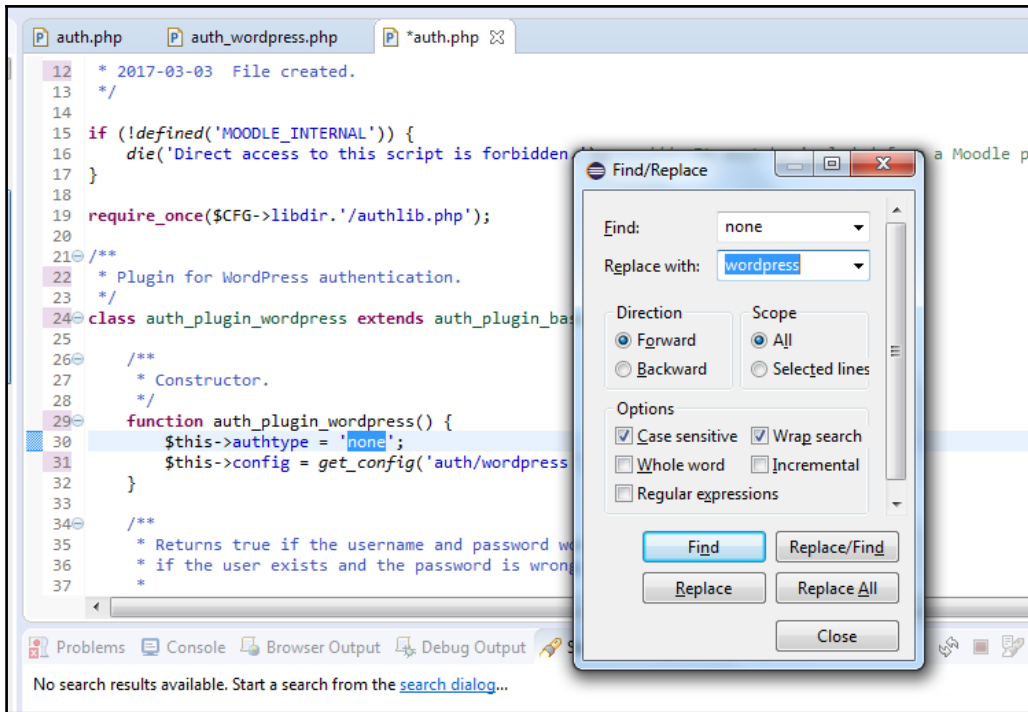 auth.php auth_wordpress.php *auth.php
12 * 2017-03-03 File created.
13 */
14
15 if (!defined('MOODLE_INTERNAL')) {
16 die('Direct access to this script is forbidden. a Moodle p
17 }
18
19 require_once($CFG->libdir.'/authlib.php');
20
21 /**
22 * Plugin for WordPress authentication.
23 */
24 class auth_plugin_wordpress extends auth_plugin_bas
25
26 /**
27 * Constructor.
28 */
29 function auth_plugin_wordpress() {
30 $this->authtype = 'none';
31 $this->config = get_config('auth/wordpress
32 }
33
34 /**
35 * Returns true if the username and password wo
36 * if the user exists and the password is wrong
37 *
Find/Replace
Find: none
Replace with: wordpress
Direction Scope
Forward All
Backward Selected lines
Options
Case sensitive Wrap search
Whole word Incremental
Regular expressions
Find Replace/Find
Replace Replace All
Close
Problems Console Browser Output Debug Output S
No search results available. Start a search from the search dialog...